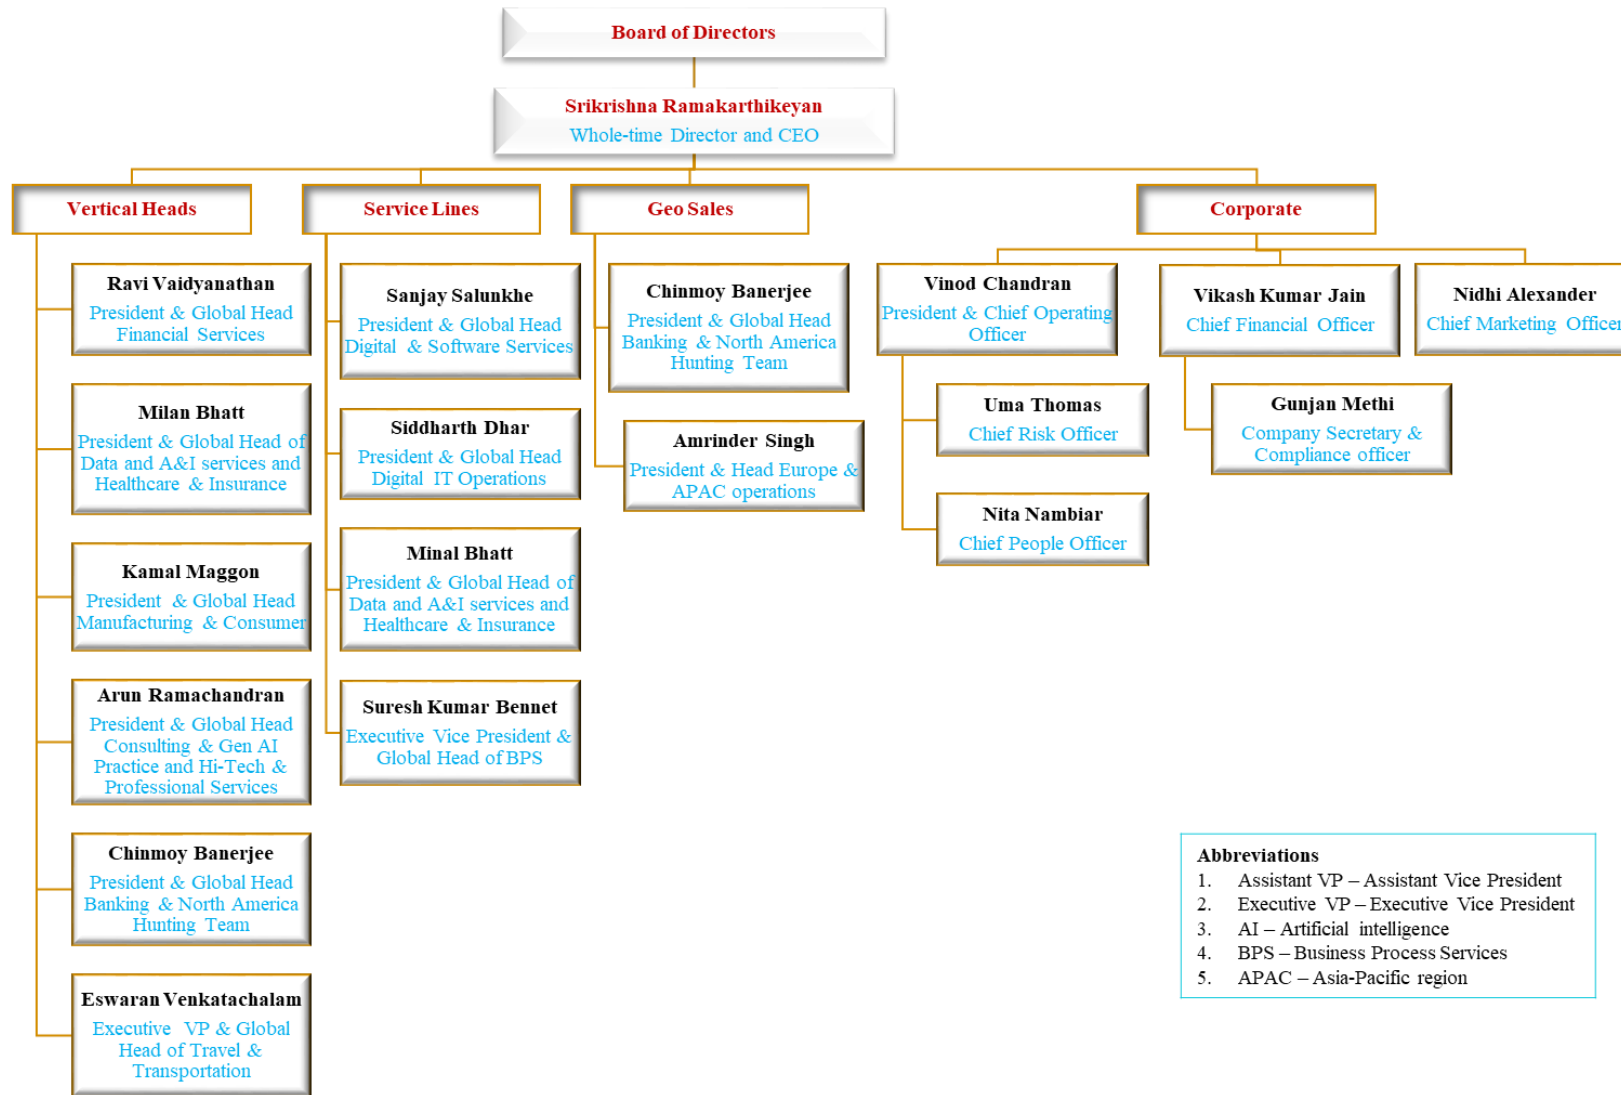 Board of Directors
Srikrishna Ramakarthikeyan
Whole-time Director and CEO
Vertical Heads
Service Lines
Geo Sales
Corporate
Ravi Vaidyanathan
President & Global Head
Financial Services
Milan Bhatt
President & Global Head of
Data and A&I services and
Healthcare & Insurance
Kamal Maggon
President & Global Head
Manufacturing & Consumer
Arun Ramachandran
President & Global Head
Consulting & Gen AI
Practice and Hi-Tech &
Professional Services
Chinmoy Banerjee
President & Global Head
Banking & North America
Hunting Team
Eswaran Venkatachalam
Executive VP & Global
Head of Travel &
Transportation
Sanjay Salunkhe
President & Global Head
Digital & Software Services
Siddharth Dhar
President & Global Head
Digital IT Operations
Minal Bhatt
President & Global Head of
Data and A&I services and
Healthcare & Insurance
Suresh Kumar Bennet
Executive Vice President &
Global Head of BPS
Chinmoy Banerjee
President & Global Head
Banking & North America
Hunting Team
Amrinder Singh
President & Head Europe &
APAC operations
Vinod Chandran
President & Chief Operating
Officer
Uma Thomas
Chief Risk Officer
Nita Nambiar
Chief People Officer
Vikash Kumar Jain
Chief Financial Officer
Gunjan Methi
Company Secretary &
Compliance officer
Nidhi Alexander
Chief Marketing Officer
Abbreviations
1. Assistant VP – Assistant Vice President
2. Executive VP – Executive Vice President
3. AI – Artificial intelligence
4. BPS – Business Process Services
5. APAC – Asia-Pacific region